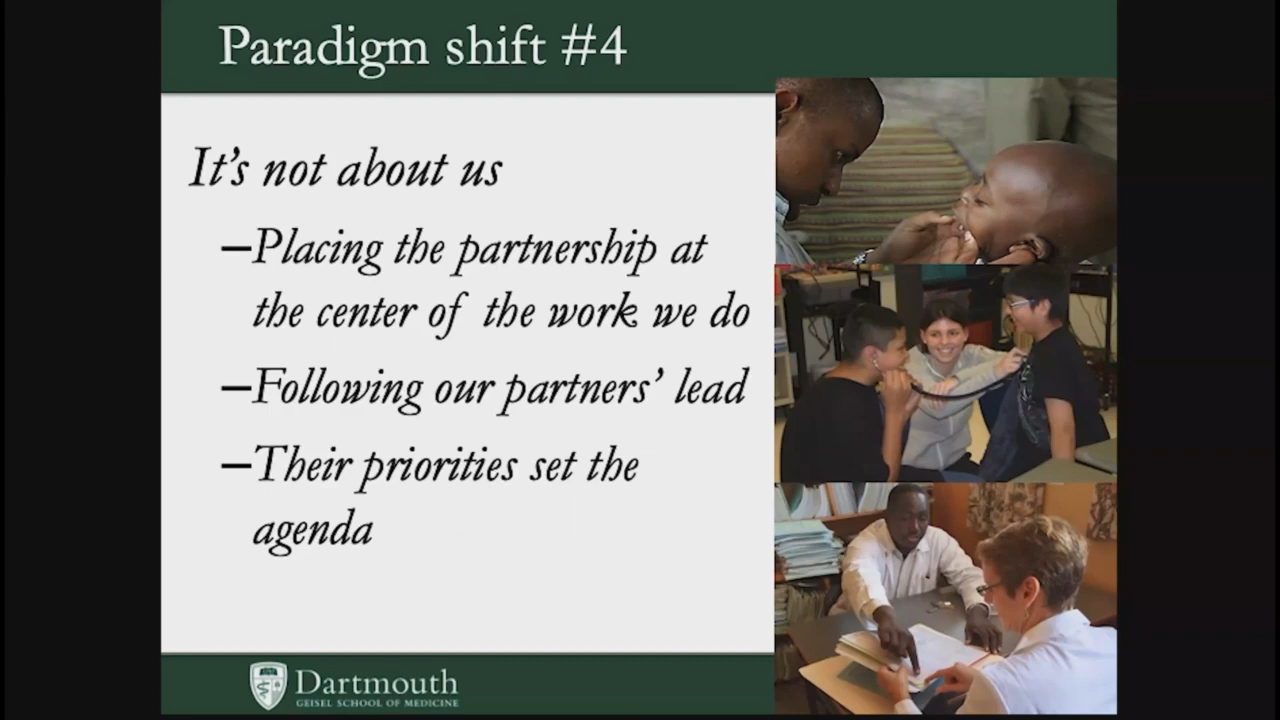 Paradigm shift #4
It's not about us
–Placing the partnership at
the center of the work we do
–Following our partners' lead
–Their priorities set the
agenda
Dartmouth
GEISEL SCHOOL OF MEDICINE